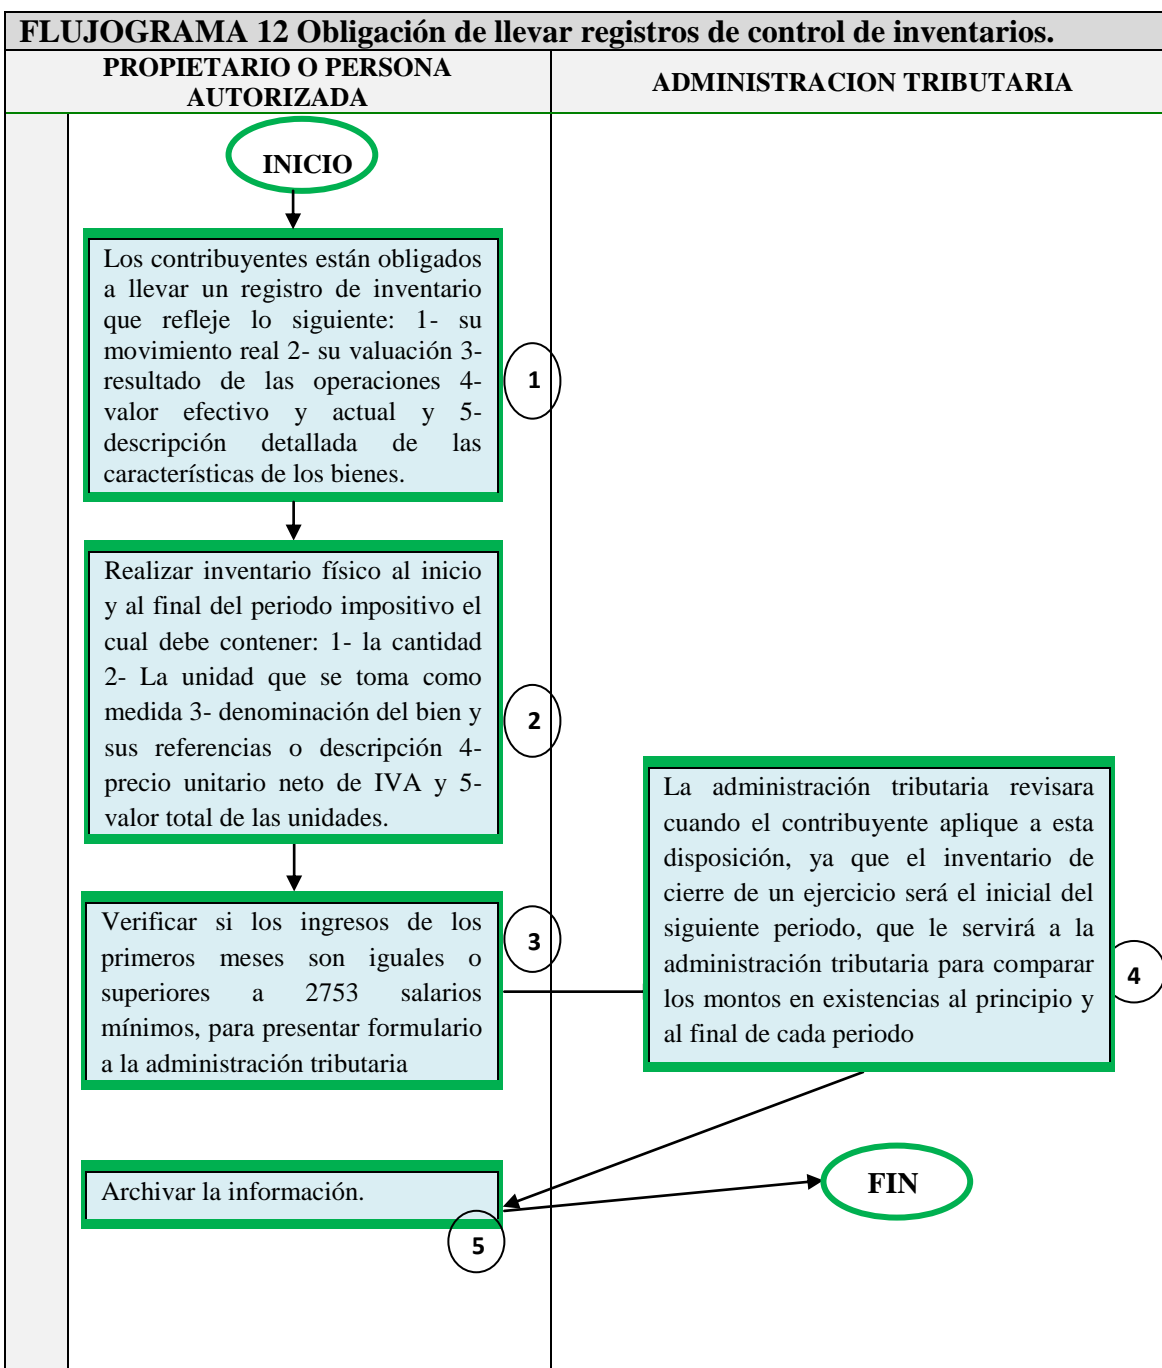 FLUJOGRAMA 12 Obligación de llevar registros de control de inventarios.
PROPIETARIO O PERSONA
AUTORIZADA
ADMINISTRACION TRIBUTARIA
INICIO
Los contribuyentes están obligados
a llevar un registro de inventario
que refleje lo siguiente: 1- su
movimiento real 2- su valuación 3-
resultado de las operaciones 4-
valor efectivo y actual y 5-
descripción detallada de las
características de los bienes.
1
Realizar inventario físico al inicio
y al final del periodo impositivo el
cual debe contener: 1- la cantidad
2- La unidad que se toma como
medida 3- denominación del bien y
sus referencias o descripción 4-
precio unitario neto de IVA y 5-
valor total de las unidades.
2
Verificar si los ingresos de los
primeros meses son iguales o
superiores a 2753 salarios
mínimos, para presentar formulario
a la administración tributaria
3
La administración tributaria revisara
cuando el contribuyente aplique a esta
disposición, ya que el inventario de
cierre de un ejercicio será el inicial del
siguiente periodo, que le servirá a la
administración tributaria para comparar
los montos en existencias al principio y
al final de cada periodo
4
Archivar la información.
5
FIN